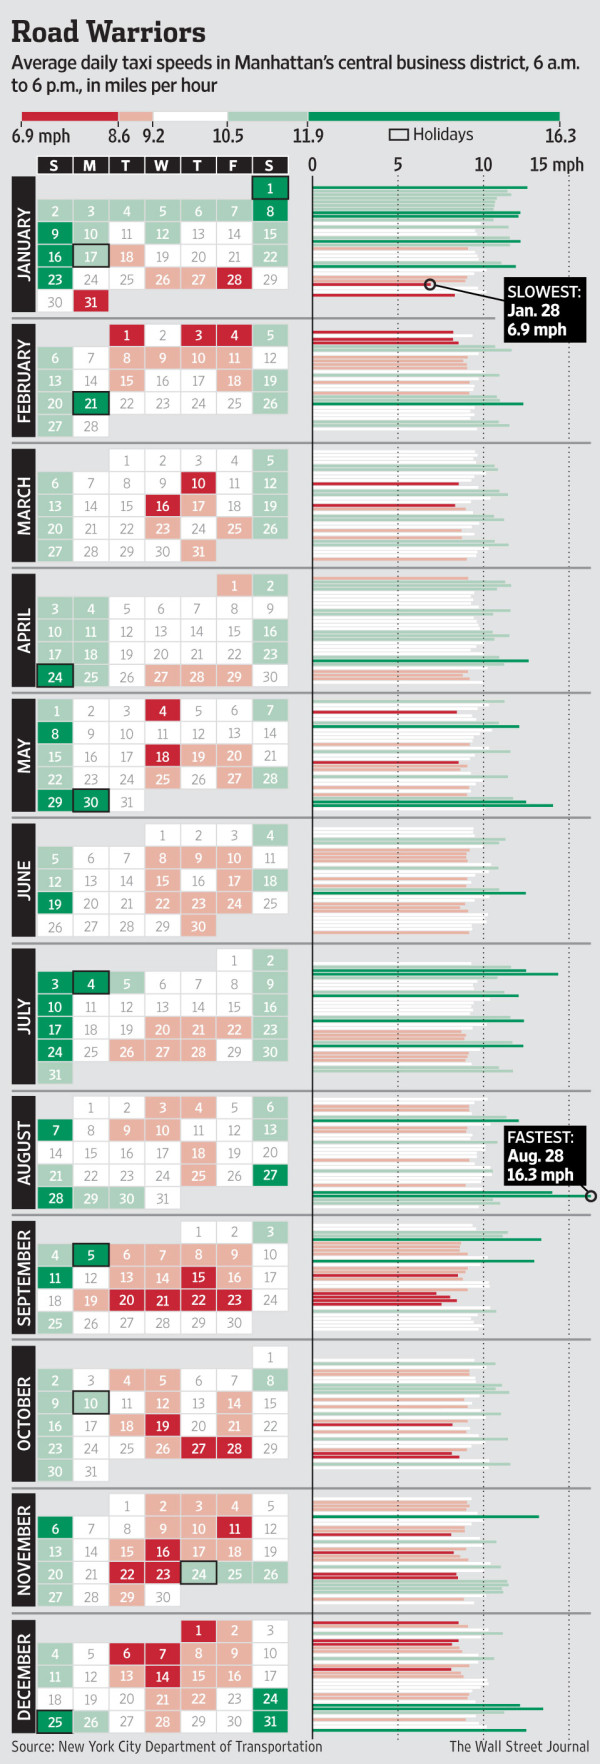 Road Warriors
Average daily taxi speeds in Manhattan's central business district, 6 a.m.
to 6 p.m., in miles per hour
6.9 mph 8.6 9.2 10.5 11.9 16.3
Holidays
S M T W T F S 0 5 10 15 mph
JANUARY
1
2 3 4 5 6 7 8
9 10 11 12 13 14 15
16 17 18 19 20 21 22
23 24 25 26 27 28 29
30 31
SLOWEST:
Jan. 28
6.9 mph
FEBRUARY
1 2 3 4 5
6 7 8 9 10 11 12
13 14 15 16 17 18 19
20 21 22 23 24 25 26
27 28
MARCH
1 2 3 4 5
6 7 8 9 10 11 12
13 14 15 16 17 18 19
20 21 22 23 24 25 26
27 28 29 30 31
APRIL
1 2
3 4 5 6 7 8 9
10 11 12 13 14 15 16
17 18 19 20 21 22 23
24 25 26 27 28 29 30
MAY
1 2 3 4 5 6 7
8 9 10 11 12 13 14
15 16 17 18 19 20 21
22 23 24 25 26 27 28
29 30 31
JUNE
1 2 3 4
5 6 7 8 9 10 11
12 13 14 15 16 17 18
19 20 21 22 23 24 25
26 27 28 29 30
JULY
1 2
3 4 5 6 7 8 9
10 11 12 13 14 15 16
17 18 19 20 21 22 23
24 25 26 27 28 29 30
31
AUGUST
1 2 3 4 5 6
7 8 9 10 11 12 13
14 15 16 17 18 19 20
21 22 23 24 25 26 27
28 29 30 31
FASTEST:
Aug. 28
16.3 mph
SEPTEMBER
1 2 3
4 5 6 7 8 9 10
11 12 13 14 15 16 17
18 19 20 21 22 23 24
25 26 27 28 29 30
OCTOBER
1
2 3 4 5 6 7 8
9 10 11 12 13 14 15
16 17 18 19 20 21 22
23 24 25 26 27 28 29
30 31
NOVEMBER
1 2 3 4 5
6 7 8 9 10 11 12
13 14 15 16 17 18 19
20 21 22 23 24 25 26
27 28 29 30
DECEMBER
1 2 3
4 5 6 7 8 9 10
11 12 13 14 15 16 17
18 19 20 21 22 23 24
25 26 27 28 29 30 31
Source: New York City Department of Transportation The Wall Street Journal